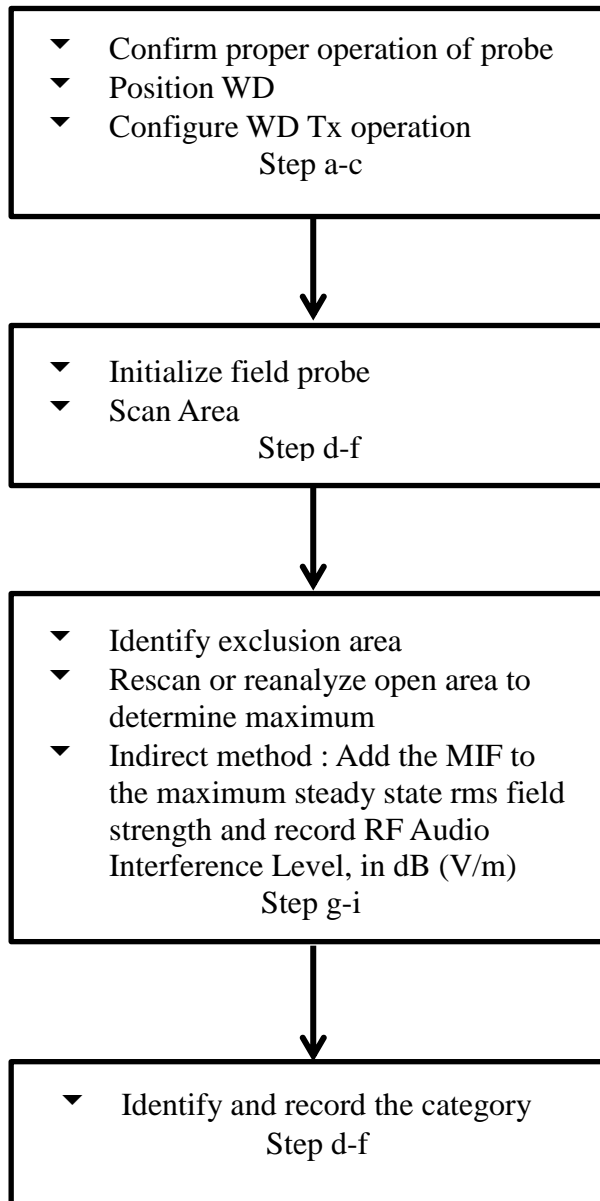 Confirm proper operation of probe
Position WD
Configure WD Tx operation
Step a-c
Initialize field probe
Scan Area
Step d-f
Identify exclusion area
Rescan or reanalyze open area to
determine maximum
Indirect method : Add the MIF to
the maximum steady state rms field
strength and record RF Audio
Interference Level, in dB (V/m)
Step g-i
Identify and record the category
Step d-f